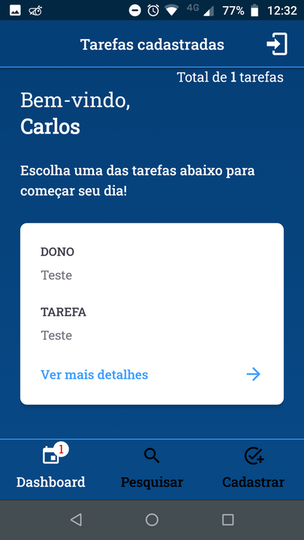 4G 77% 12:32
Tarefas cadastradas
Total de 1 tarefas
Bem-vindo,
Carlos
Escolha uma das tarefas abaixo para
começar seu dia!
DONO
Teste
TAREFA
Teste
Ver mais detalhes
1
Dashboard Pesquisar Cadastrar